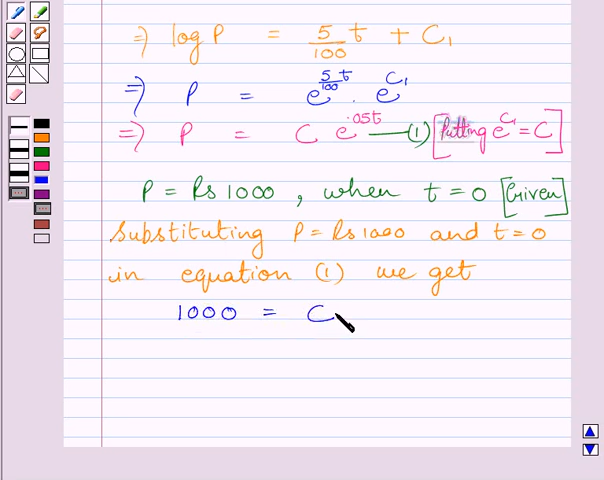 ⇒ log P = 5/100 t + C₁
⇒ P = e^(5/100 t) . e^(C₁)
⇒ P = C e^(.05t) —(1) [Putting e^(C₁) = C]
P = Rs 1000 , when t = 0 [Given]
Substituting P = Rs 1000 and t = 0
in equation (1) we get
1000 = C